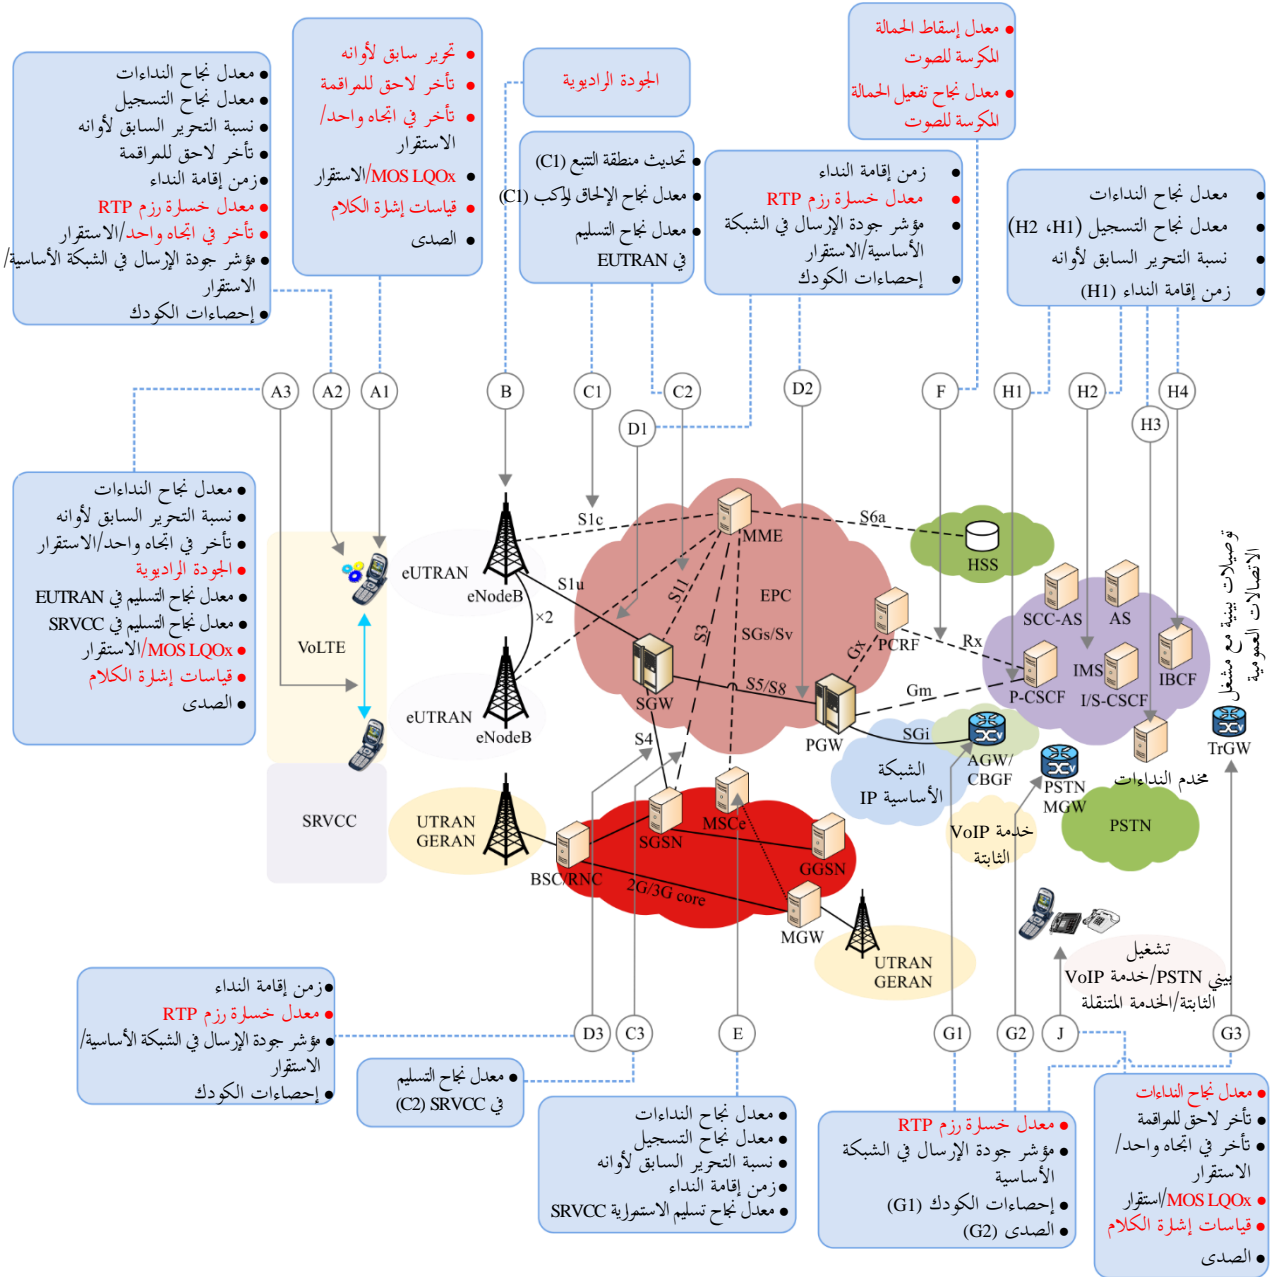 معدل نجاح النداءات
معدل نجاح التسجيل
نسبة التحرير السابق لأوانه
تأخر لاحق للمراقمة
زمن إقامة النداء
معدل خسارة رزم RTP
تأخر في اتجاه واحد/الاستقرار
مؤشر جودة الإرسال في الشبكة الأساسية/
الاستقرار
إحصاءات الكودك
تحرير سابق لأوانه
تأخر لاحق للمراقمة
تأخر في اتجاه واحد/
الاستقرار
MOS LQOx/الاستقرار
قياسات إشارة الكلام
الصدى
الجودة الراديوية
تحديث منطقة التتبع (C1)
معدل نجاح الإلحاق المركب (C1)
معدل نجاح التسليم
في EUTRAN
زمن إقامة النداء
معدل خسارة رزم RTP
مؤشر جودة الإرسال في الشبكة
الأساسية/الاستقرار
إحصاءات الكودك
معدل إسقاط الحمالة
المكرسة للصوت
معدل نجاح تفعيل الحمالة
المكرسة للصوت
معدل نجاح النداءات
معدل نجاح التسجيل (H1، H2)
نسبة التحرير السابق لأوانه
زمن إقامة النداء (H1)
A3
A2
A1
B
C1
C2
D1
D2
F
H1
H2
H3
H4
معدل نجاح النداءات
نسبة التحرير السابق لأوانه
تأخر في اتجاه واحد/الاستقرار
الجودة الراديوية
معدل نجاح التسليم في EUTRAN
معدل نجاح التسليم في SRVCC
MOS LQOx/الاستقرار
قياسات إشارة الكلام
الصدى
VoLTE
SRVCC
eUTRAN
eNodeB
×2
eUTRAN
eNodeB
UTRAN
GERAN
S1c
S1u
S11
S3
S4
S6a
MME
EPC
SGs/Sv
SGW
S5/S8
PGW
Gx
PCRF
Rx
Gm
SGi
HSS
SCC-AS
AS
IMS
P-CSCF
I/S-CSCF
IBCF
توصيلات بينية مع مشغل
الاتصالات العمومية
TrGW
الشبكة
الأساسية IP
AGW/
CBGF
PSTN
MGW
مخدم النداءات
PSTN
خدمة VoIP
الثابتة
BSC/RNC
SGSN
MSCe
GGSN
2G/3G core
MGW
UTRAN
GERAN
تشغيل
بيني PSTN/خدمة VoIP
الثابتة/الخدمة المتنقلة
D3
C3
E
G1
G2
J
G3
زمن إقامة النداء
معدل خسارة رزم RTP
مؤشر جودة الإرسال في الشبكة الأساسية/
الاستقرار
إحصاءات الكودك
معدل نجاح التسليم
في SRVCC (C2)
معدل نجاح النداءات
معدل نجاح التسجيل
نسبة التحرير السابق لأوانه
زمن إقامة النداء
معدل نجاح تسليم الاستمرارية SRVCC
معدل خسارة رزم RTP
مؤشر جودة الإرسال في الشبكة
الأساسية
إحصاءات الكودك (G1)
الصدى (G2)
معدل نجاح النداءات
تأخر لاحق للمراقمة
تأخر في اتجاه واحد/
الاستقرار
MOS LQOx/استقرار
قياسات إشارة الكلام
الصدى